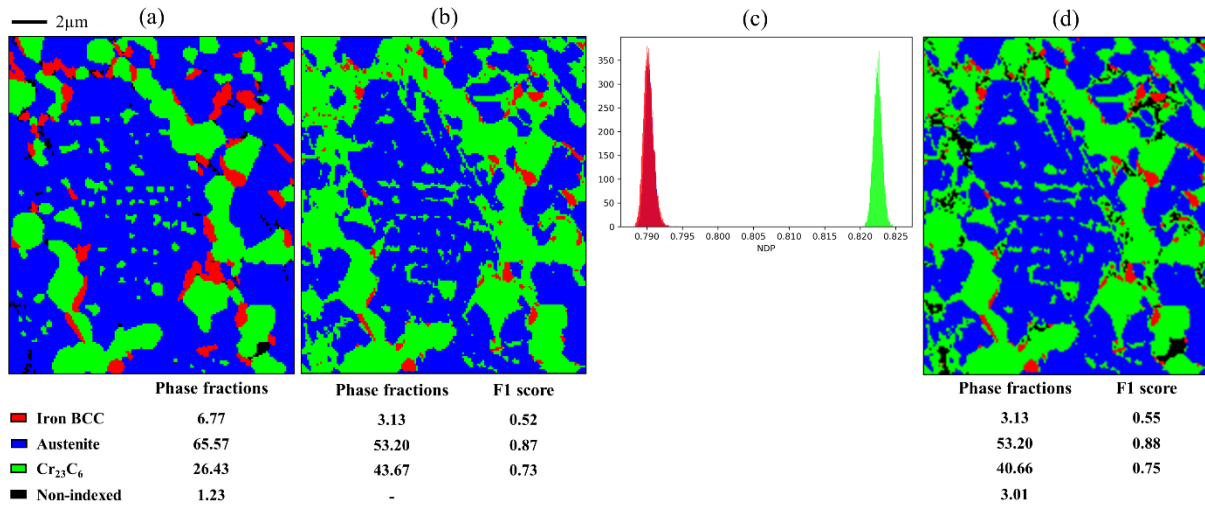 2µm
(a)
(b)
(c)
(d)
350
300
250
200
150
100
50
0
0.790 0.795 0.800 0.805 0.810 0.815 0.820 0.825
NDP
Phase fractions Phase fractions F1 score Phase fractions F1 score
Iron BCC 6.77 3.13 0.52 3.13 0.55
Austenite 65.57 53.20 0.87 53.20 0.88
Cr₂₃C₆ 26.43 43.67 0.73 40.66 0.75
Non-indexed 1.23 - 3.01